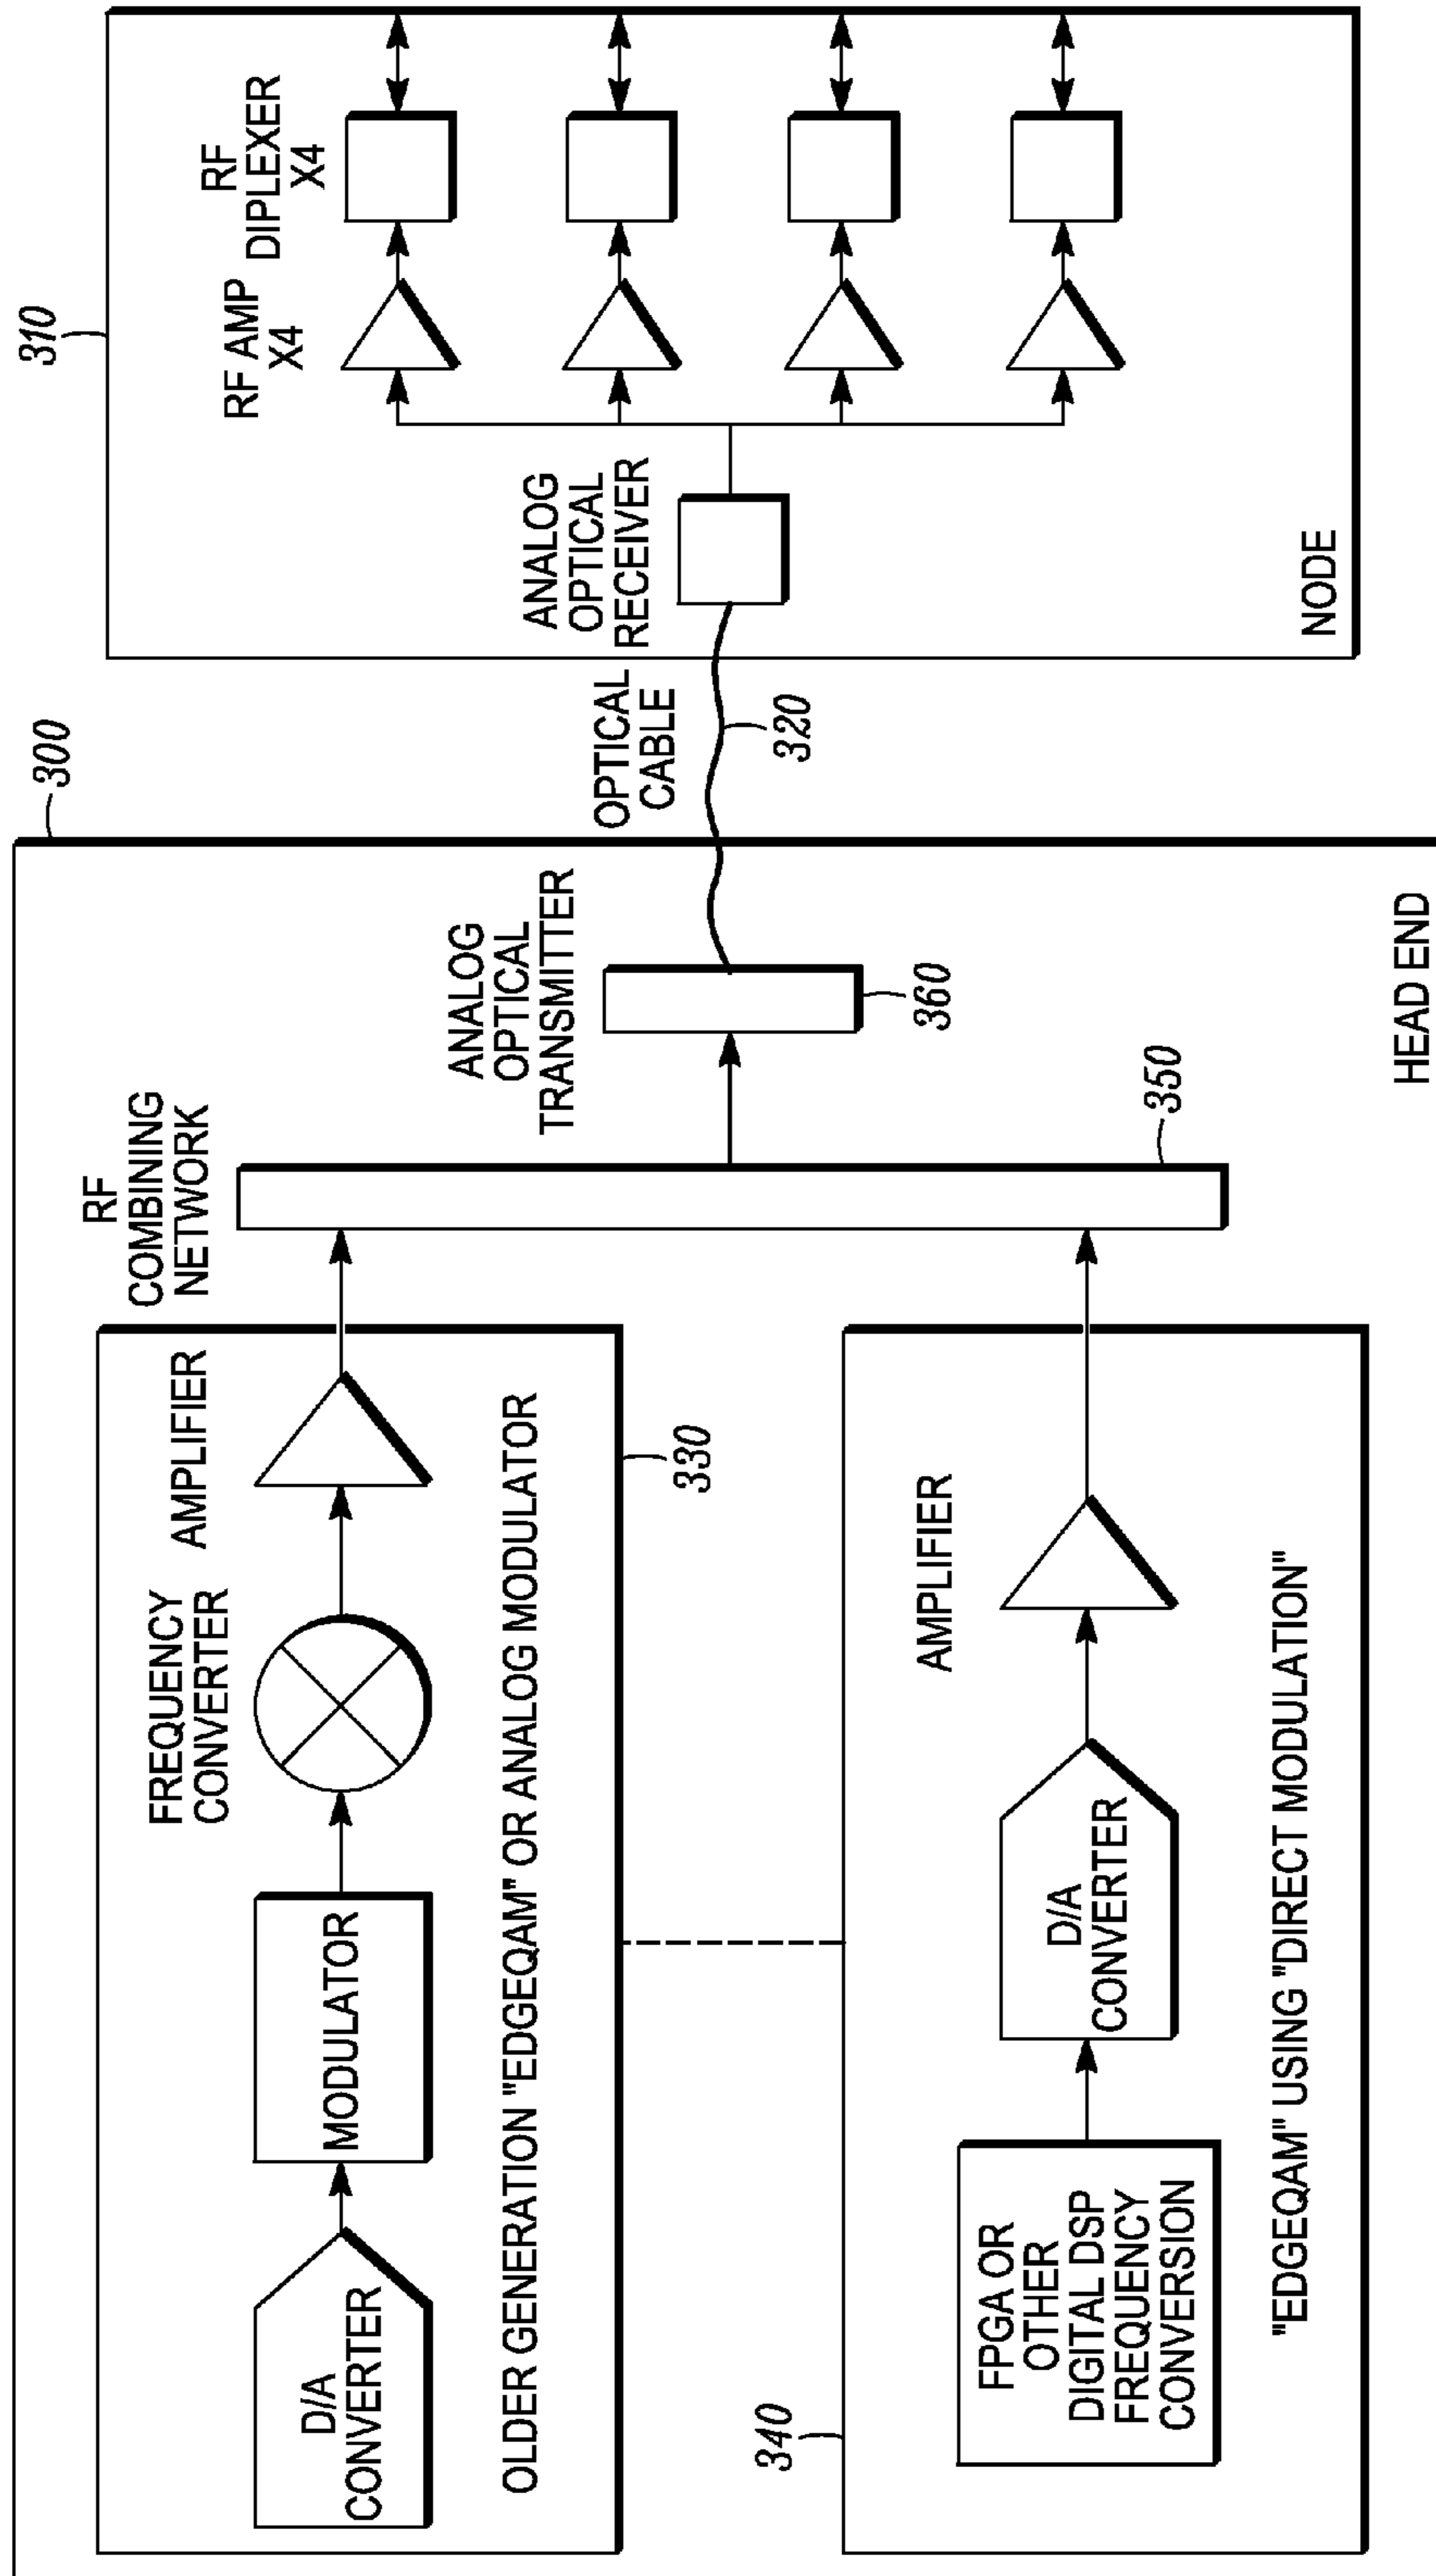 300
D/A
CONVERTER
MODULATOR
FREQUENCY
CONVERTER
AMPLIFIER
OLDER GENERATION "EDGEQAM" OR ANALOG MODULATOR
330
340
FPGA OR
OTHER
DIGITAL DSP
FREQUENCY
CONVERSION
D/A
CONVERTER
AMPLIFIER
"EDGEQAM" USING "DIRECT MODULATION"
RF
COMBINING
NETWORK
350
ANALOG
OPTICAL
TRANSMITTER
360
HEAD END
OPTICAL
CABLE
320
310
ANALOG
OPTICAL
RECEIVER
RF AMP
X4
RF
DIPLEXER
X4
NODE